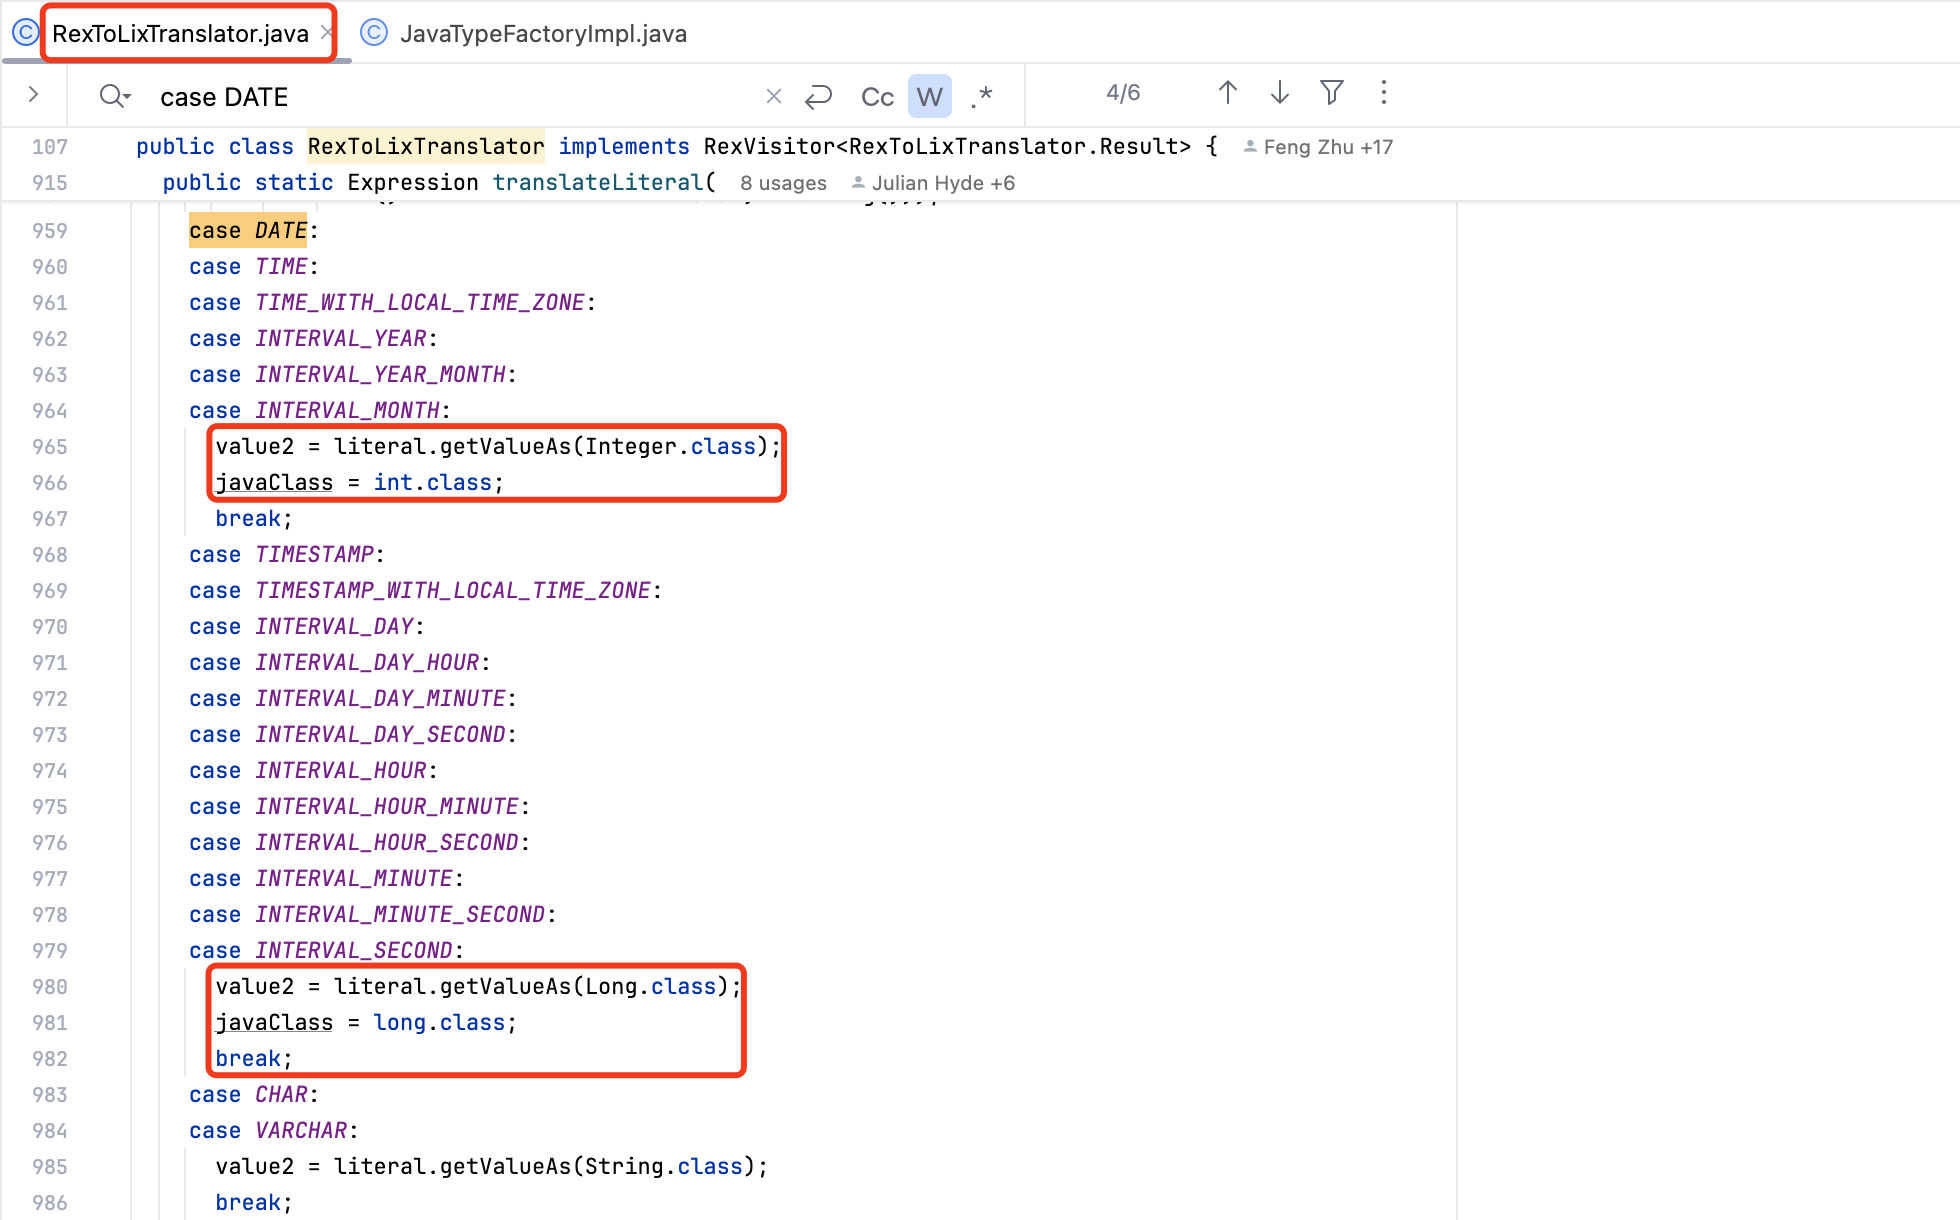 RexToLixTranslator.java JavaTypeFactoryImpl.java
case DATE Cc W .* 4/6
107 public class RexToLixTranslator implements RexVisitor<RexToLixTranslator.Result> { Feng Zhu +17
915 public static Expression translateLiteral( 8 usages Julian Hyde +6
959 case DATE:
960 case TIME:
961 case TIME_WITH_LOCAL_TIME_ZONE:
962 case INTERVAL_YEAR:
963 case INTERVAL_YEAR_MONTH:
964 case INTERVAL_MONTH:
965 value2 = literal.getValueAs(Integer.class);
966 javaClass = int.class;
967 break;
968 case TIMESTAMP:
969 case TIMESTAMP_WITH_LOCAL_TIME_ZONE:
970 case INTERVAL_DAY:
971 case INTERVAL_DAY_HOUR:
972 case INTERVAL_DAY_MINUTE:
973 case INTERVAL_DAY_SECOND:
974 case INTERVAL_HOUR:
975 case INTERVAL_HOUR_MINUTE:
976 case INTERVAL_HOUR_SECOND:
977 case INTERVAL_MINUTE:
978 case INTERVAL_MINUTE_SECOND:
979 case INTERVAL_SECOND:
980 value2 = literal.getValueAs(Long.class);
981 javaClass = long.class;
982 break;
983 case CHAR:
984 case VARCHAR:
985 value2 = literal.getValueAs(String.class);
986 break;